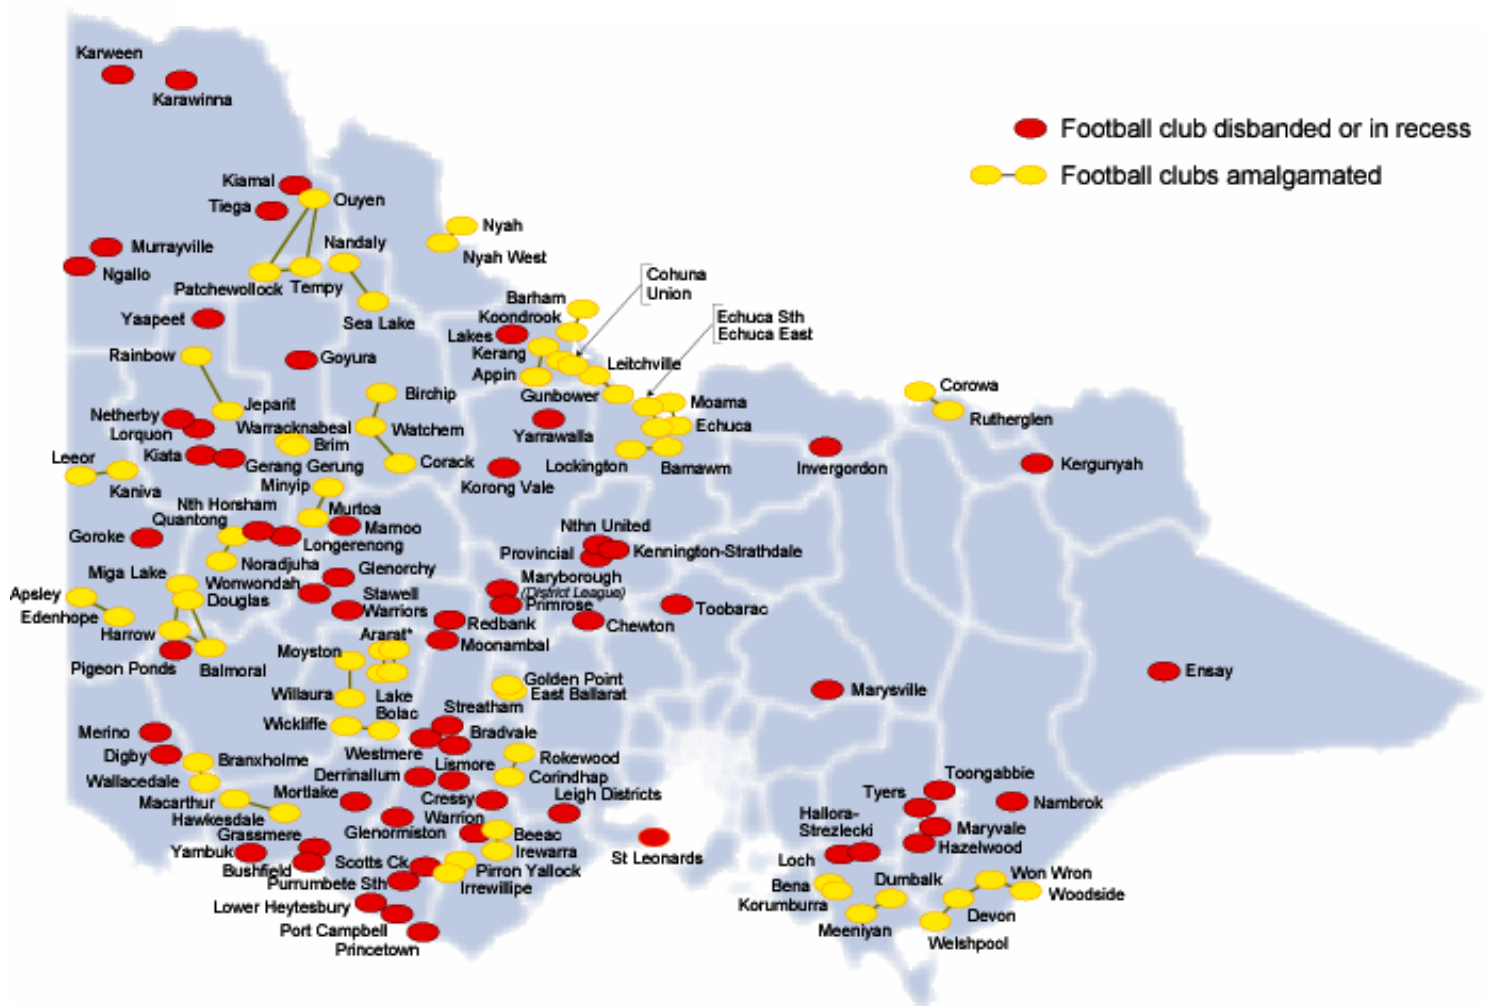 Karween
Karawinna
Football club disbanded or in recess
Football clubs amalgamated
Kiamal
Ouyen
Tiega
Nyah
Nandaly
Murrayville
Nyah West
Ngallo
Cohuna
Union
Patchewollock
Tempy
Barham
Koondrook
Echuca Sth
Echuca East
Yaapeet
Sea Lake
Lakes
Kerang
Rainbow
Goyura
Leitchville
Appin
Gunbower
Corowa
Birchip
Jeparit
Moama
Netherby
Rutherglen
Lorquon
Warracknabeal
Brim
Watchem
Echuca
Yarrawalla
Leeor
Kiata
Gerang Gerung
Corack
Lockington
Bamawm
Invergordon
Kergunyah
Kaniva
Minyip
Korong Vale
Nth Horsham
Quantong
Murtoa
Marnoo
Nthn United
Goroke
Longerenong
Provincial
Kennington-Strathdale
Noradjuha
Glenorchy
Miga Lake
Wonwondah
Maryborough
(District League)
Apsley
Douglas
Stawell
Warriors
Primrose
Toobarac
Edenhope
Harrow
Ararat*
Redbank
Chewton
Moyston
Moonambal
Pigeon Ponds
Balmoral
Ensay
Golden Point
East Ballarat
Marysville
Willaura
Lake
Bolac
Streatham
Wickliffe
Merino
Bradvale
Digby
Branxholme
Westmere
Rokewood
Lismore
Wallacedale
Derrinallum
Corindhap
Toongabbie
Macarthur
Mortlake
Cressy
Leigh Districts
Tyers
Nambrok
Hawkesdale
Warrion
Hallora-
Strezlecki
Grassmere
Glenormiston
Beeac
Maryvale
Yambuk
Irewarra
St Leonards
Hazelwood
Bushfield
Scotts Ck
Loch
Pirron Yallock
Won Wron
Purrumbete Sth
Irrewillipe
Bena
Dumbalk
Woodside
Lower Heytesbury
Korumburra
Devon
Port Campbell
Meeniyan
Welshpool
Princetown